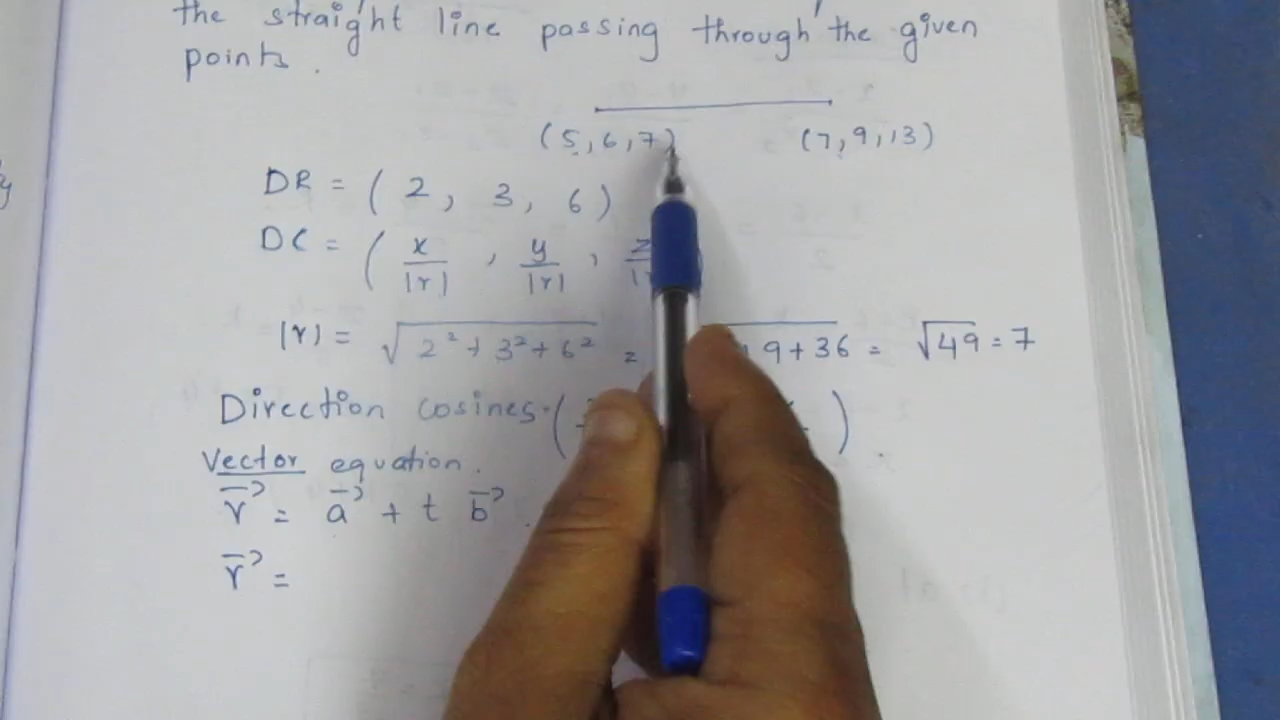 the straight line passing through the given
points.
(5,6,7) (7,9,13)
DR = ( 2, 3, 6 )
DC = ( x/|r| , y/|r| , z
|r| = √2²+3²+6² = 9+36 = √49 = 7
Direction cosines. ( )
Vector equation.
r⃗ = a⃗ + t b⃗.
r⃗ =